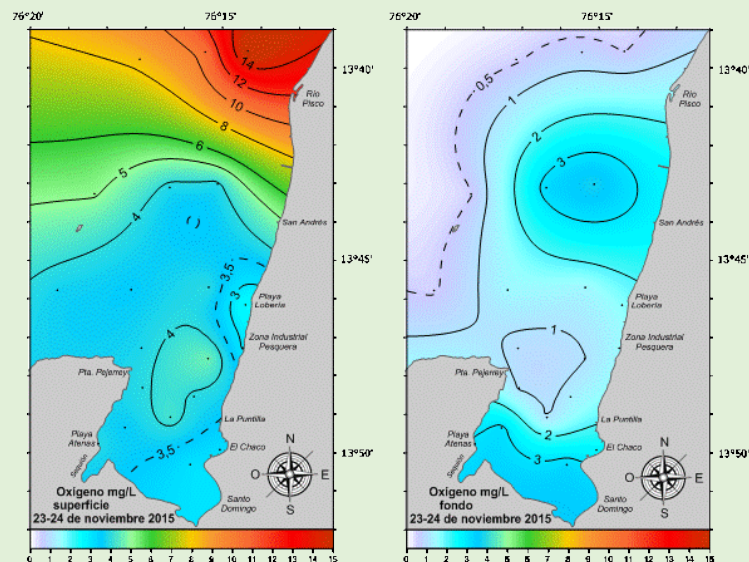 76°20' 76°15'
14
12
10
8
6
5
4
3,5
3
4
3,5
13°40'
Río
Pisco
San Andrés
13°45'
Playa
Lobería
Zona Industrial
Pesquera
Pta. Pejerrey
La Puntilla
Playa
Atenas
El Chaco
13°50'
Sequión
Santo
Domingo
N
O E
S
Oxígeno mg/L
superficie
23-24 de noviembre 2015
0 1 2 3 4 5 6 7 8 9 10 11 12 13 14 15
76°20' 76°15'
0,5
1
2
3
1
2
3
13°40'
Río
Pisco
San Andrés
13°45'
Playa
Lobería
Zona Industrial
Pesquera
Pta. Pejerrey
La Puntilla
Playa
Atenas
El Chaco
13°50'
Sequión
Santo
Domingo
N
O E
S
Oxígeno mg/L
fondo
23-24 de noviembre 2015
0 1 2 3 4 5 6 7 8 9 10 11 12 13 14 15